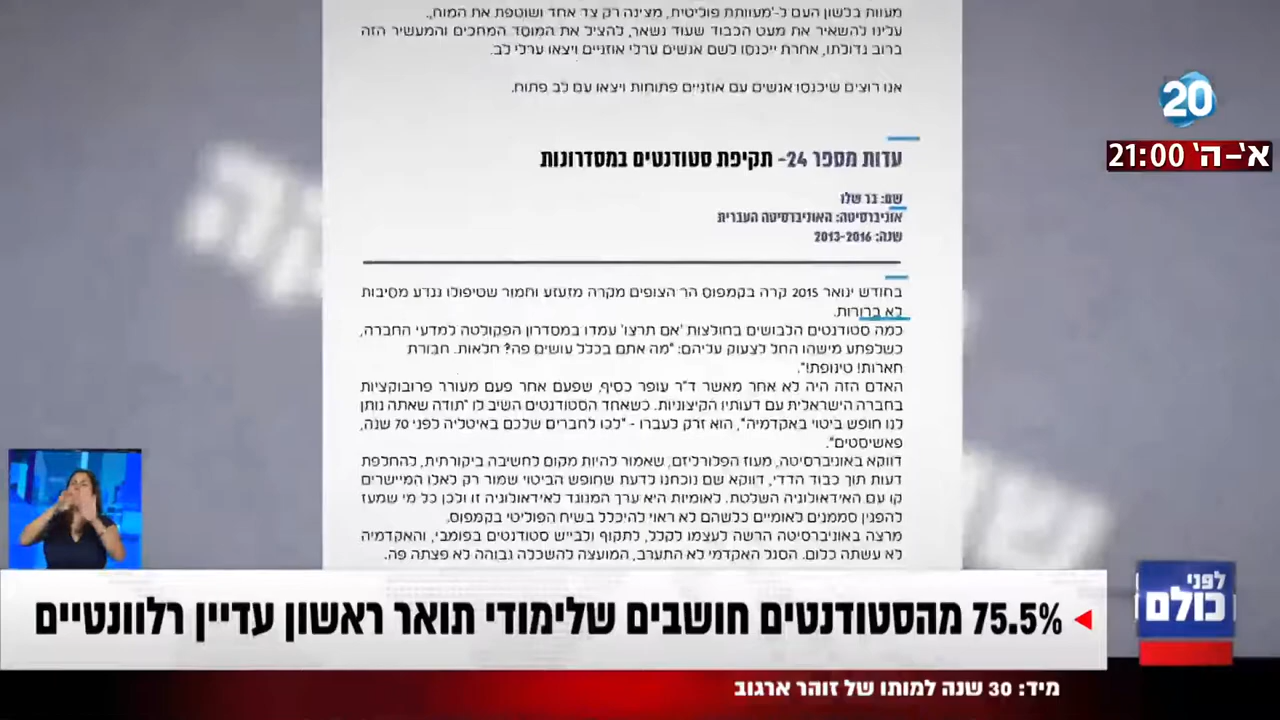 מעוות בלשון העם ל-'מעוותת פוליטית, מצינה רק צד אחד ושוטפת את המוח,.
עלינו להשאיר את מעט הכבוד שעוד נשאר, להציל את המוסד המחכים והמעשיר הזה
ברוב גדולתו, אחרת ייכנסו לשם אנשים ערלי אוזניים ויצאו ערלי לב.
אנו רוצים שיכנסו אנשים עם אוזניים פתוחות ויצאו עם לב פתוח.
20
א'-ה' 21:00
עדות מספר 24- תקיפת סטודנטים במסדרונות
שם: בר שלו
אוניברסיטה: האוניברסיטה העברית
שנה: 2013-2016
בחודש ינואר 2015 קרה בקמפוס הר הצופים מקרה מזעזע וחמור שטיפולו נגדע מסיבות
לא ברורות.
כמה סטודנטים הלבושים בחולצות 'אם תרצו' עמדו במסדרון הפקולטה למדעי החברה,
כשלפתע מישהו החל לצעוק עליהם: "מה אתם בכלל עושים פה? חלאות. חבורת
חארות! טינופת!".
האדם הזה היה לא אחר מאשר ד"ר עופר כסיף, שפעם אחר פעם מעורר פרובוקציות
בחברה הישראלית עם דעותיו הקיצוניות. כשאחד הסטודנטים השיב לו "תודה שאתה נותן
לנו חופש ביטוי באקדמיה", הוא זרק לעברו - "לכו לחברים שלכם באיטליה לפני 70 שנה,
פאשיסטים".
דווקא באוניברסיטה, מעוז הפלורליזם, שאמור להיות מקום לחשיבה ביקורתית, להחלפת
דעות תוך כבוד הדדי, דווקא שם נוכחנו לדעת שחופש הביטוי שמור רק לאלו המיישרים
קו עם האידאולוגיה השלטת. לאומיות היא ערך המנוגד לאידאולוגיה זו ולכן כל מי שמעז
להפגין סממנים לאומיים כלשהם לא ראוי להיכלל בשיח הפוליטי בקמפוס.
מרצה באוניברסיטה הרשה לעצמו לקלל, לתקוף ולבייש סטודנטים בפומבי, והאקדמיה
לא עשתה כלום. הסגל האקדמי לא התערב, המועצה להשכלה גבוהה לא פצתה פה.
75.5% מהסטודנטים חושבים שלימודי תואר ראשון עדיין רלוונטיים
לפני
כולם
מיד: 30 שנה למותו של זוהר ארגוב